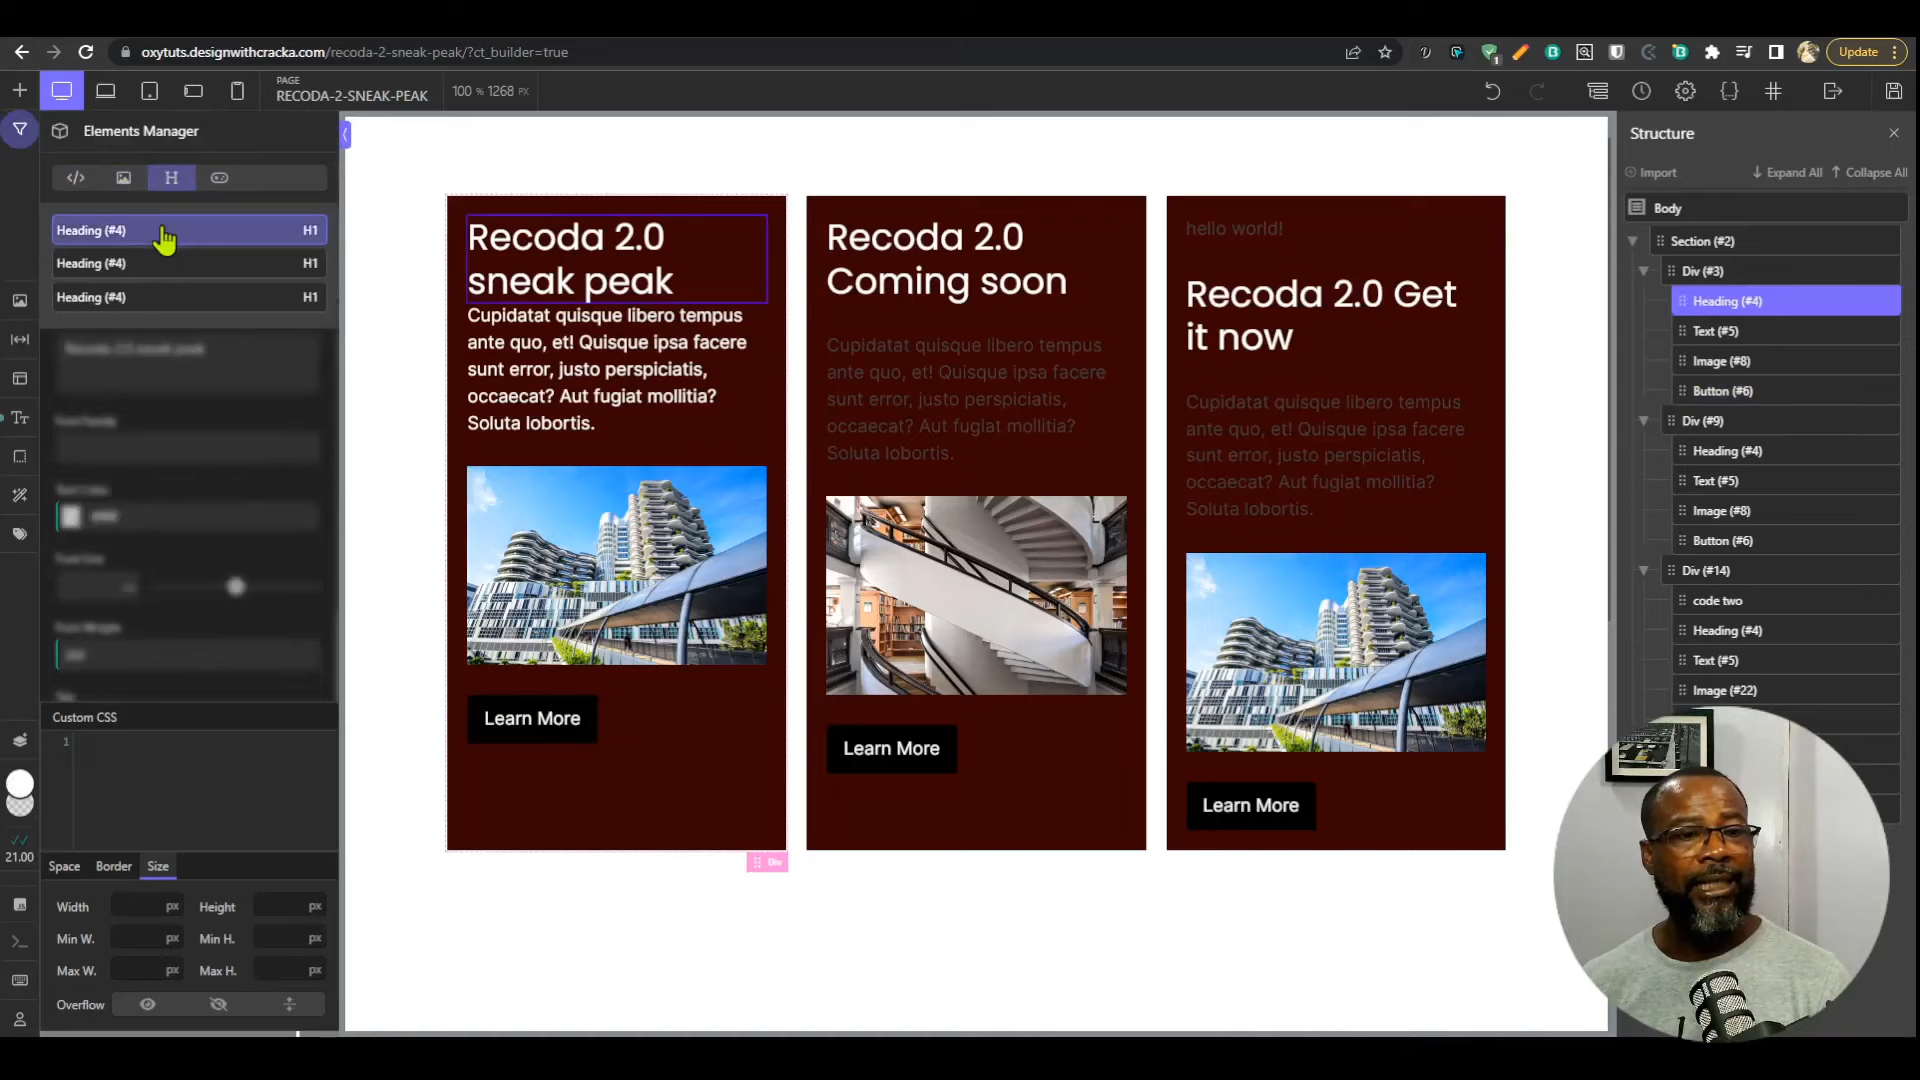 oxytuts.designwithcracka.com/recoda-2-sneak-peak/?ct_builder=true
Update
PAGE
RECODA-2-SNEAK-PEAK
100 % 1268 PX
Elements Manager
H
Heading (#4) H1
Heading (#4) H1
Heading (#4) H1
Recoda 2.0 sneak peak
Custom CSS
1
21.00
Space Border Size
Width px Height px
Min W. px Min H. px
Max W. px Max H. px
Overflow
Recoda 2.0
sneak peak
Cupidatat quisque libero tempus
ante quo, et! Quisque ipsa facere
sunt error, justo perspiciatis,
occaecat? Aut fugiat mollitia?
Soluta lobortis.
Learn More
Div
Recoda 2.0
Coming soon
Cupidatat quisque libero tempus
ante quo, et! Quisque ipsa facere
sunt error, justo perspiciatis,
occaecat? Aut fugiat mollitia?
Soluta lobortis.
Learn More
hello world!
Recoda 2.0 Get
it now
Cupidatat quisque libero tempus
ante quo, et! Quisque ipsa facere
sunt error, justo perspiciatis,
occaecat? Aut fugiat mollitia?
Soluta lobortis.
Learn More
Structure
Import Expand All Collapse All
Body
Section (#2)
Div (#3)
Heading (#4)
Text (#5)
Image (#8)
Button (#6)
Div (#9)
Heading (#4)
Text (#5)
Image (#8)
Button (#6)
Div (#14)
code two
Heading (#4)
Text (#5)
Image (#22)